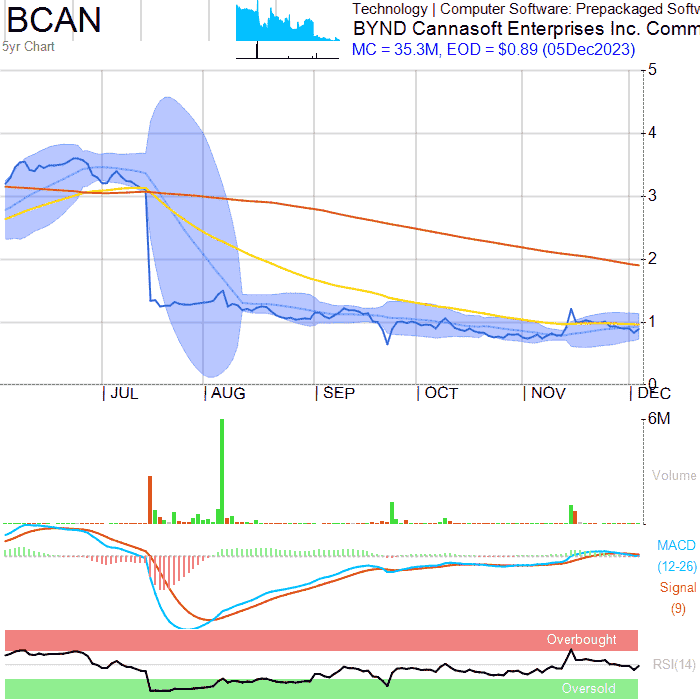 BCAN
5yr Chart
Technology | Computer Software: Prepackaged Softw
BYND Cannasoft Enterprises Inc. Comm
MC = 35.3M, EOD = $0.89 (05Dec2023)
5
4
3
2
1
0
JUL
AUG
SEP
OCT
NOV
DEC
6M
Volume
MACD
(12-26)
Signal
(9)
Overbought
RSI(14)
Oversold